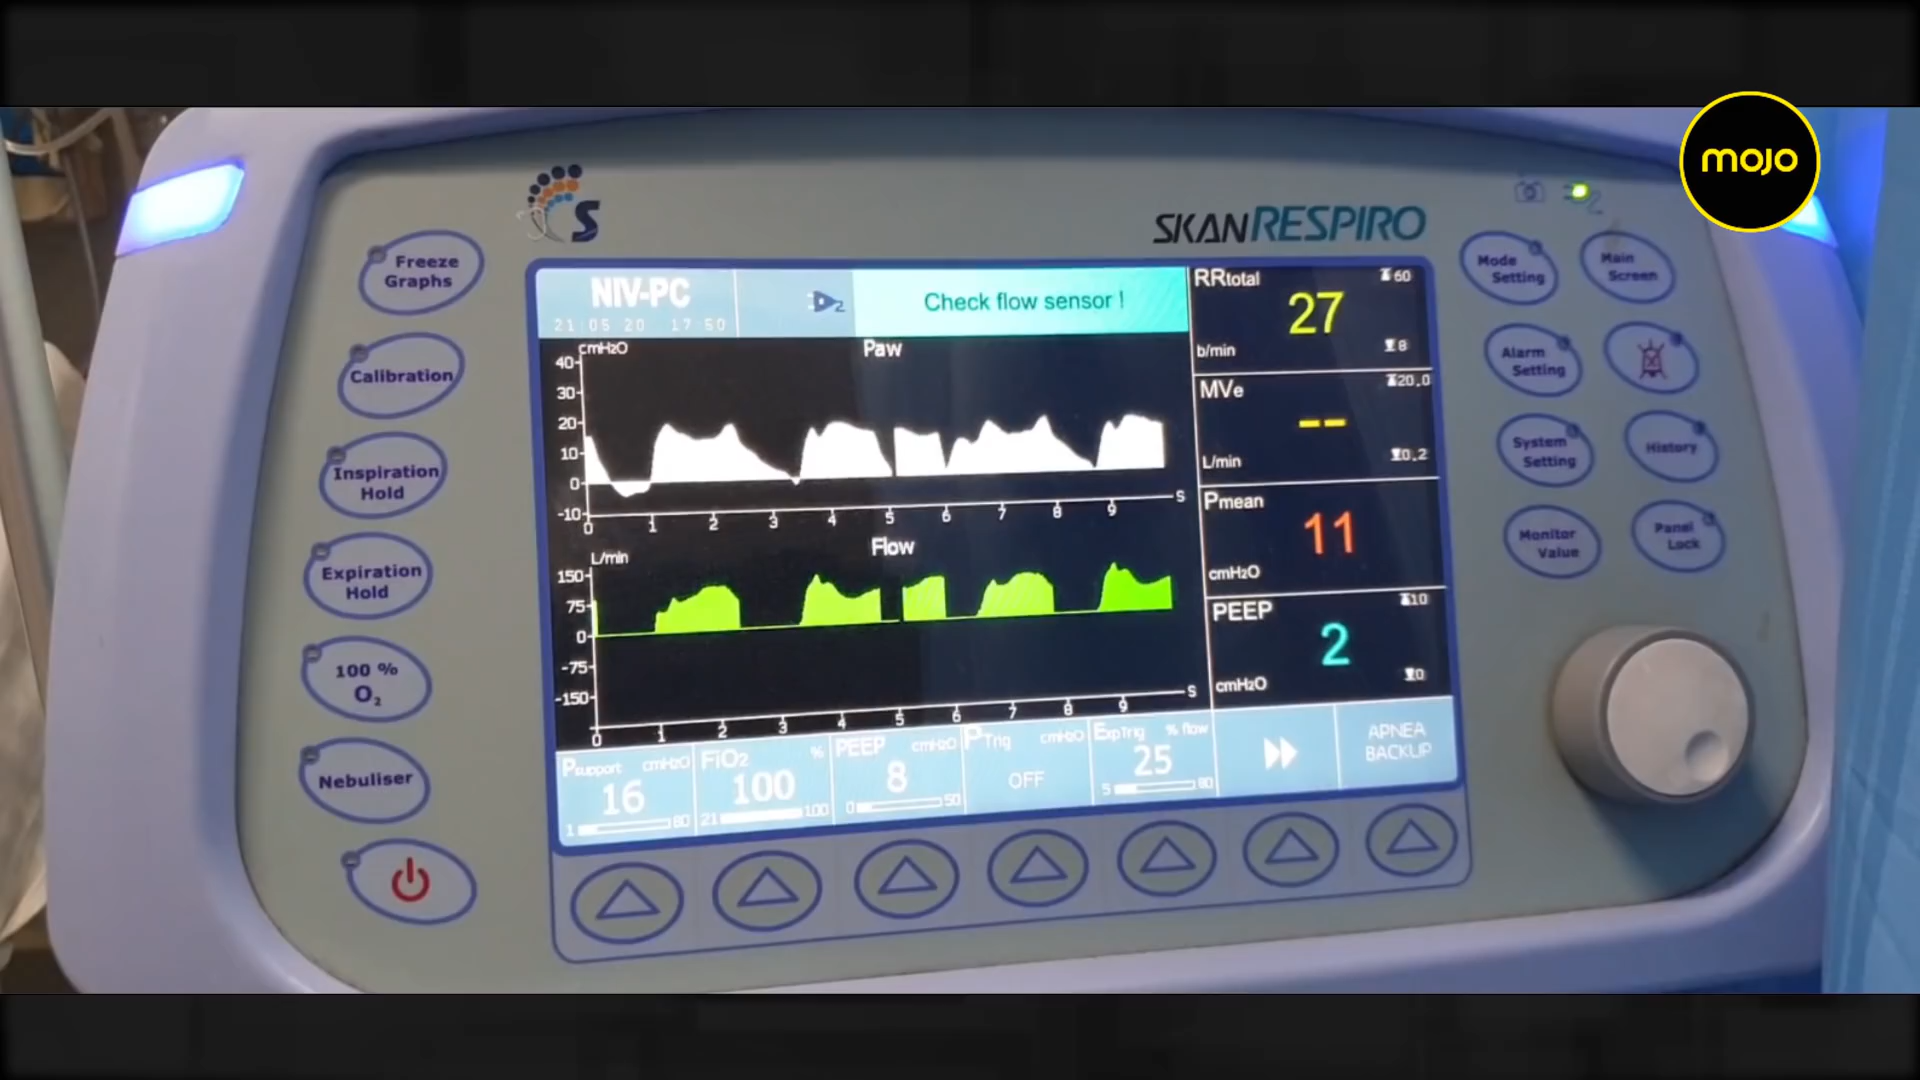 mojo
S
SKANRESPIRO
Freeze
Graphs
Calibration
Inspiration
Hold
Expiration
Hold
100 %
O₂
Nebuliser
NIV-PC
21:05 20 17 50
Check flow sensor !
cmH2O
Paw
40
30
20
10
0
-10
0 1 2 3 4 5 6 7 8 9 S
L/min
Flow
150
75
0
-75
-150
0 1 2 3 4 5 6 7 8 9 S
RRtotal 60
27
b/min 8
MVe 20.0
--
L/min 0.2
Pmean
11
cmH2O
PEEP 10
2
cmH2O 0
Psupport cmH2O
16
1 80
FiO2 %
100
21 100
PEEP cmH2O
8
0 50
PTrig cmH2O
OFF
ExpTrig % flow
25
5 80
APNEA
BACKUP
Mode
Setting
Main
Screen
Alarm
Setting
System
Setting
History
Monitor
Value
Panel
Lock